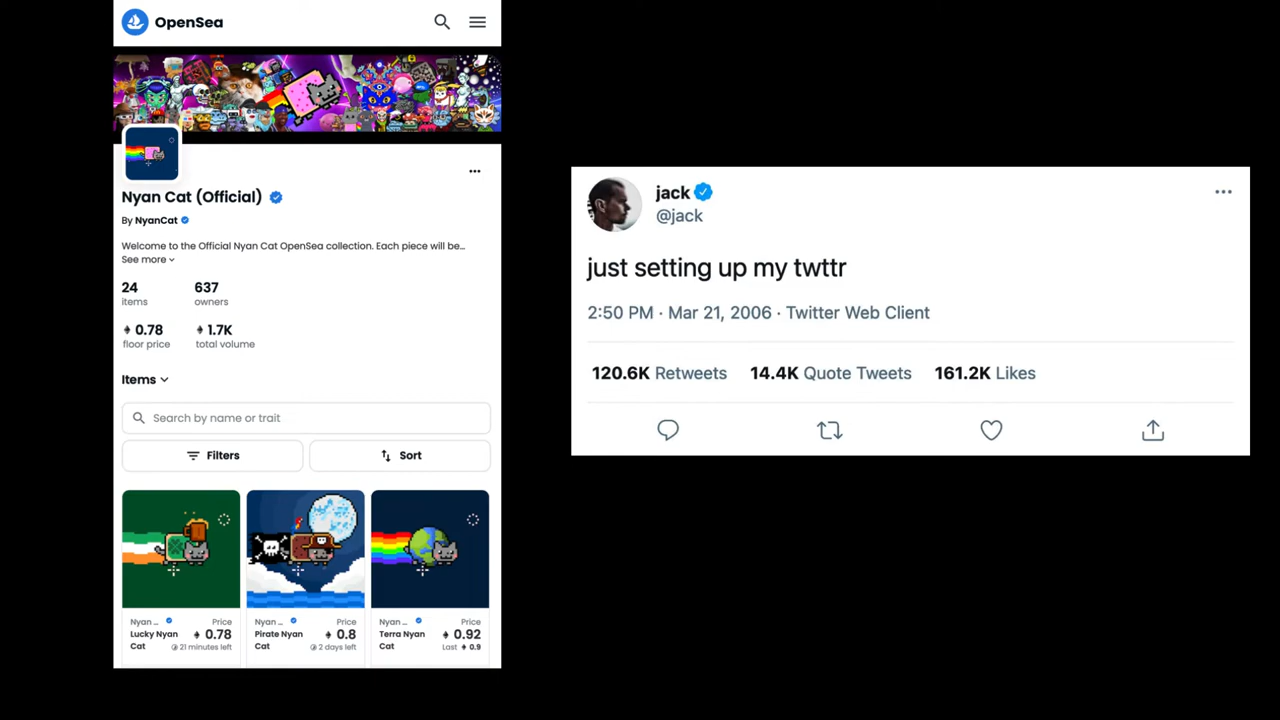 OpenSea
Nyan Cat (Official)
By NyanCat
Welcome to the Official Nyan Cat OpenSea collection. Each piece will be…
See more
24 637
items owners
0.78 1.7K
floor price total volume
Items
Search by name or trait
Filters Sort
Nyan ... Price
Lucky Nyan Cat 0.78
21 minutes left
Nyan ... Price
Pirate Nyan Cat 0.8
2 days left
Nyan ... Price
Terra Nyan Cat 0.92
Last 0.9
jack
@jack
just setting up my twttr
2:50 PM · Mar 21, 2006 · Twitter Web Client
120.6K Retweets 14.4K Quote Tweets 161.2K Likes